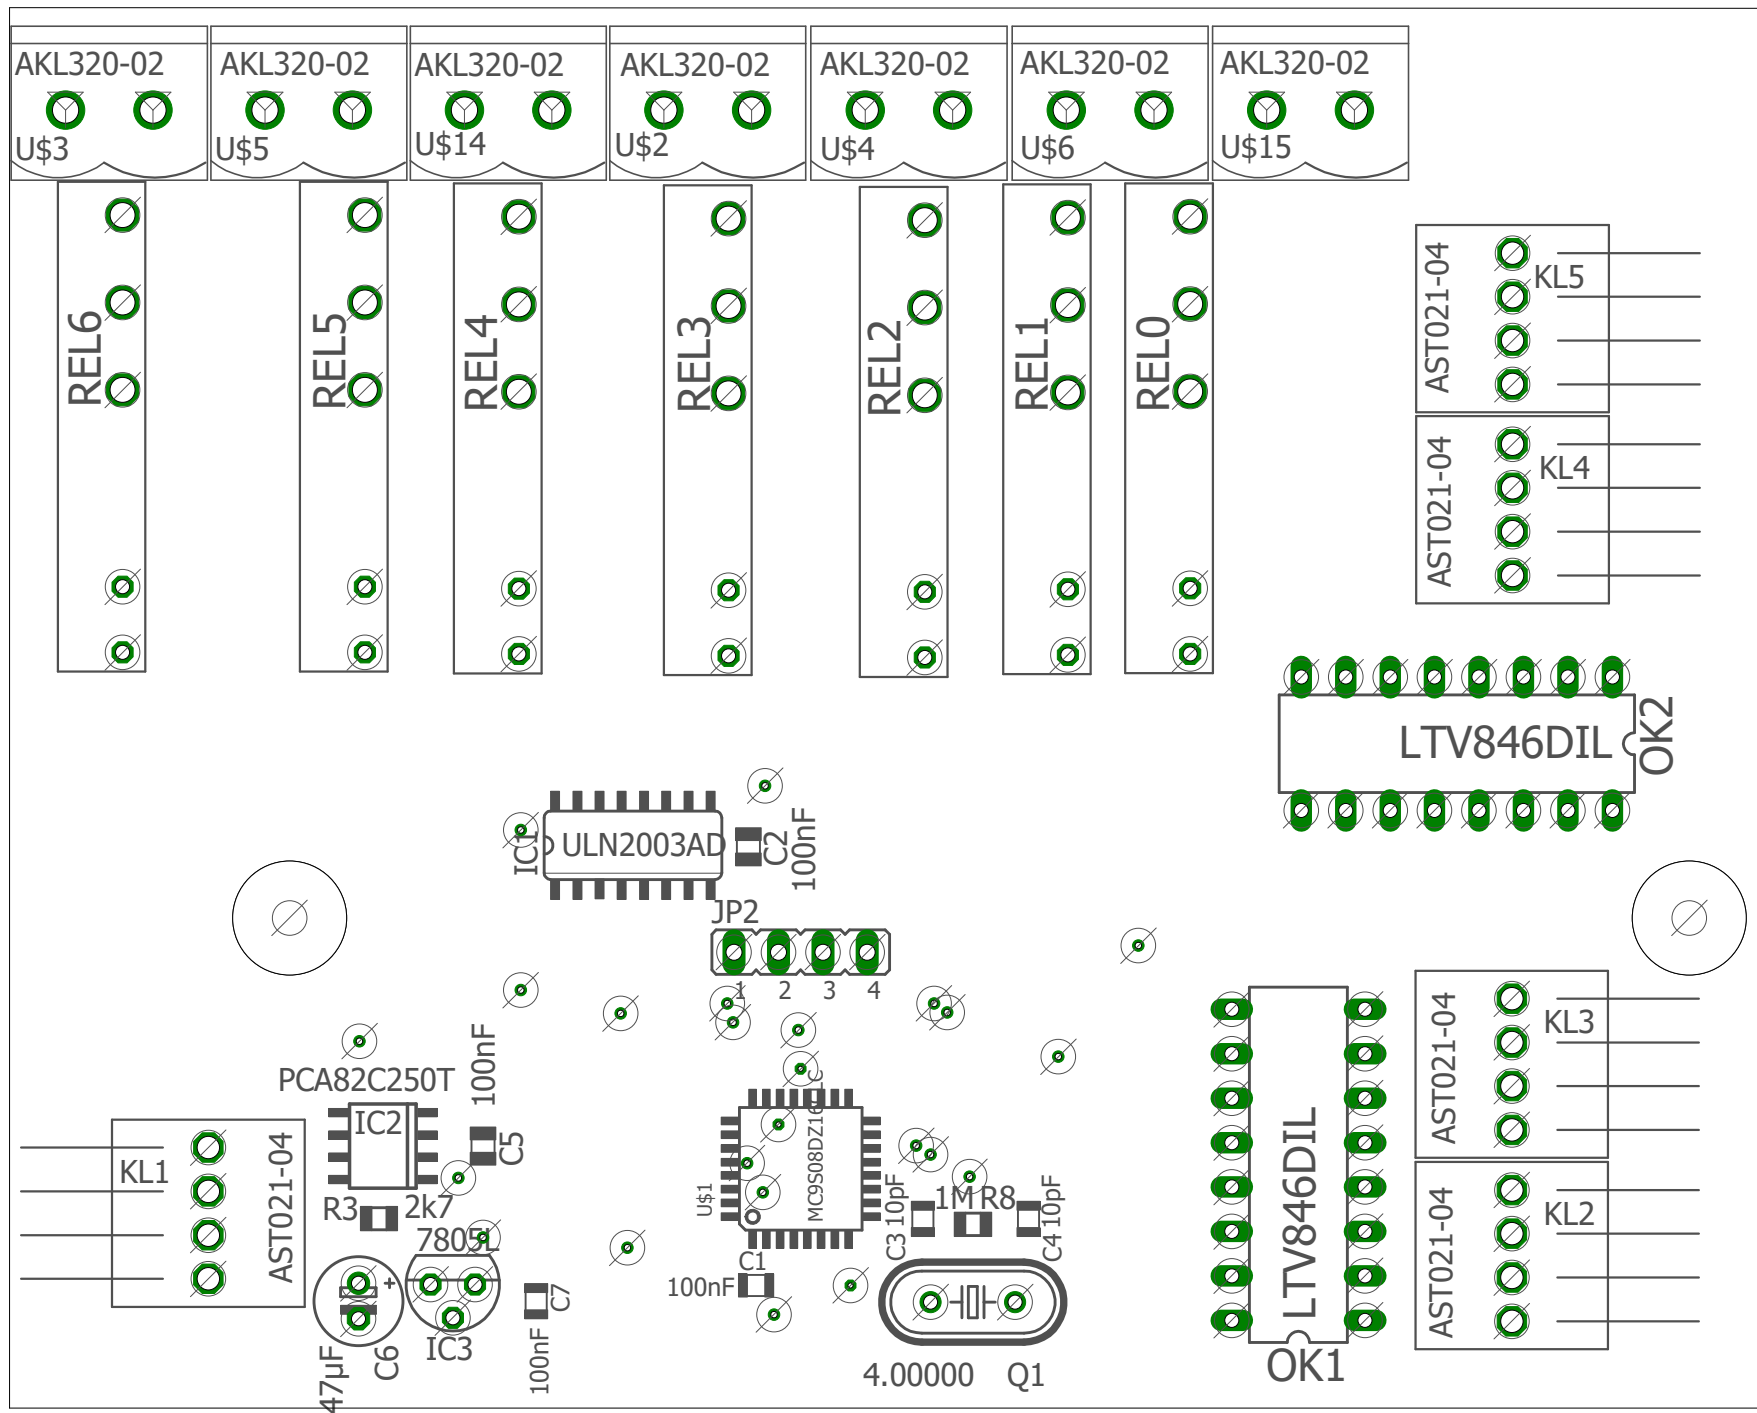 AKL320-02
AKL320-02
AKL320-02
AKL320-02
AKL320-02
AKL320-02
AKL320-02
U$3
U$5
U$14
U$2
U$4
U$6
U$15
REL6
REL5
REL4
REL3
REL2
REL1
REL0
AST021-04
KL5
AST021-04
KL4
LTV846DIL
OK2
IC1
ULN2003AD
C2
100nF
JP2
1
2
3
4
100nF
PCA82C250T
IC2
C5
KL1
AST021-04
R3
2k7
7805L
+
47µF
C6
IC3
C7
100nF
U$1
MC9S08DZ16
C
C1
100nF
C3
10pF
1M
R8
C4
10pF
4.00000
Q1
LTV846DIL
OK1
AST021-04
KL3
AST021-04
KL2